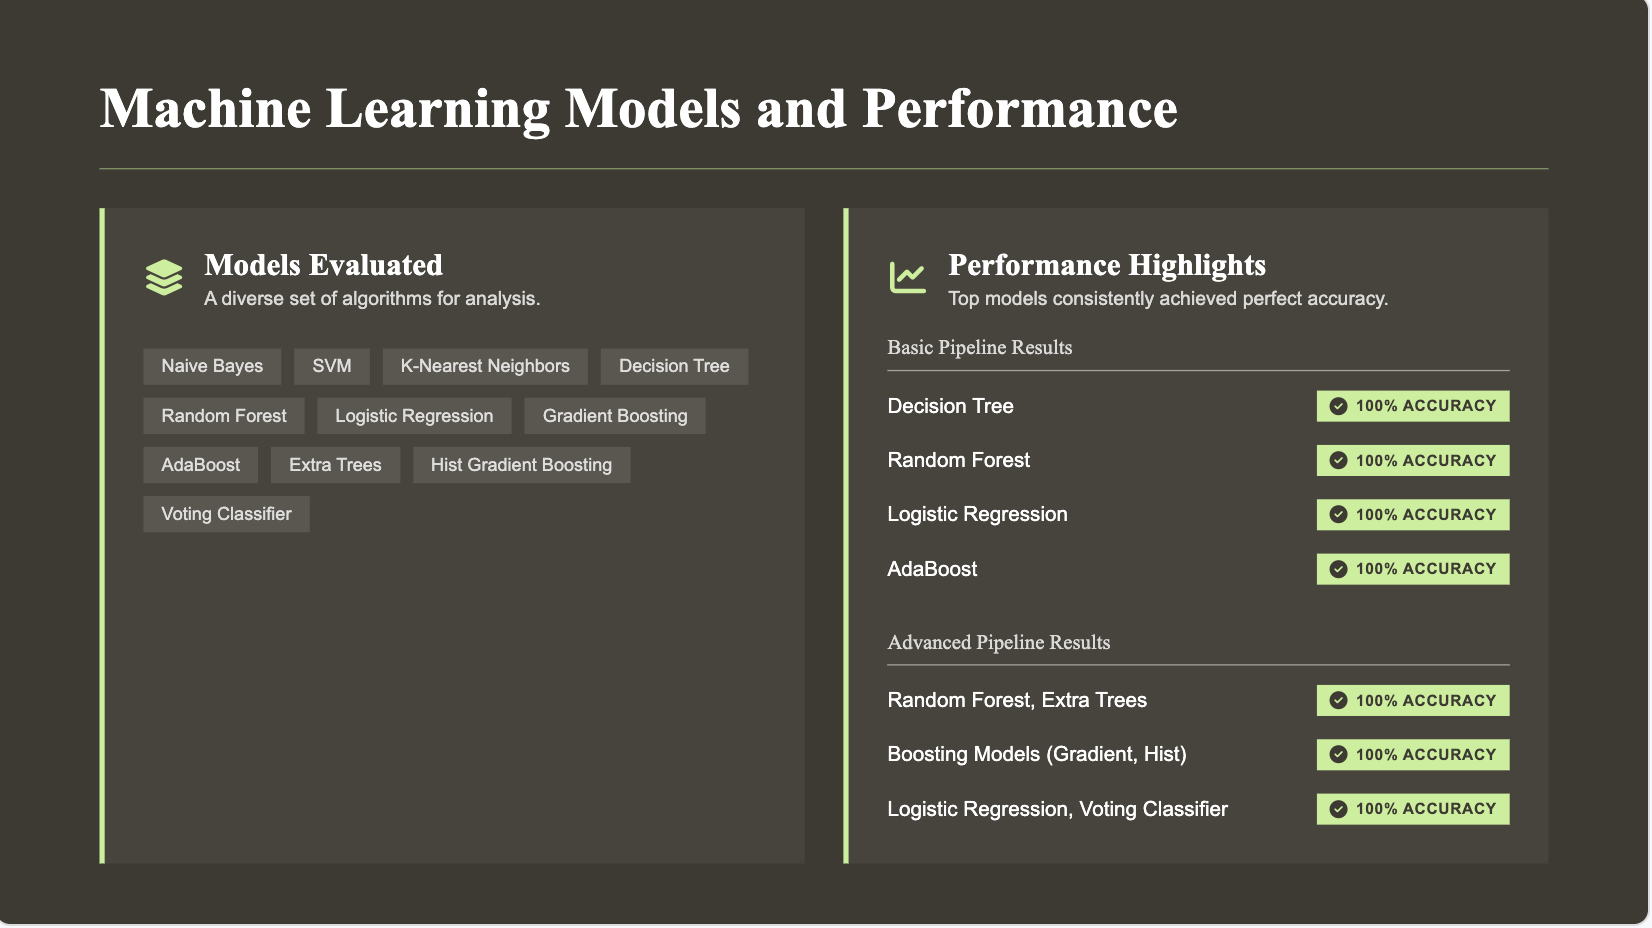 Machine Learning Models and Performance
Models Evaluated
A diverse set of algorithms for analysis.
Naive Bayes SVM K-Nearest Neighbors Decision Tree
Random Forest Logistic Regression Gradient Boosting
AdaBoost Extra Trees Hist Gradient Boosting
Voting Classifier
Performance Highlights
Top models consistently achieved perfect accuracy.
Basic Pipeline Results
Decision Tree 100% ACCURACY
Random Forest 100% ACCURACY
Logistic Regression 100% ACCURACY
AdaBoost 100% ACCURACY
Advanced Pipeline Results
Random Forest, Extra Trees 100% ACCURACY
Boosting Models (Gradient, Hist) 100% ACCURACY
Logistic Regression, Voting Classifier 100% ACCURACY